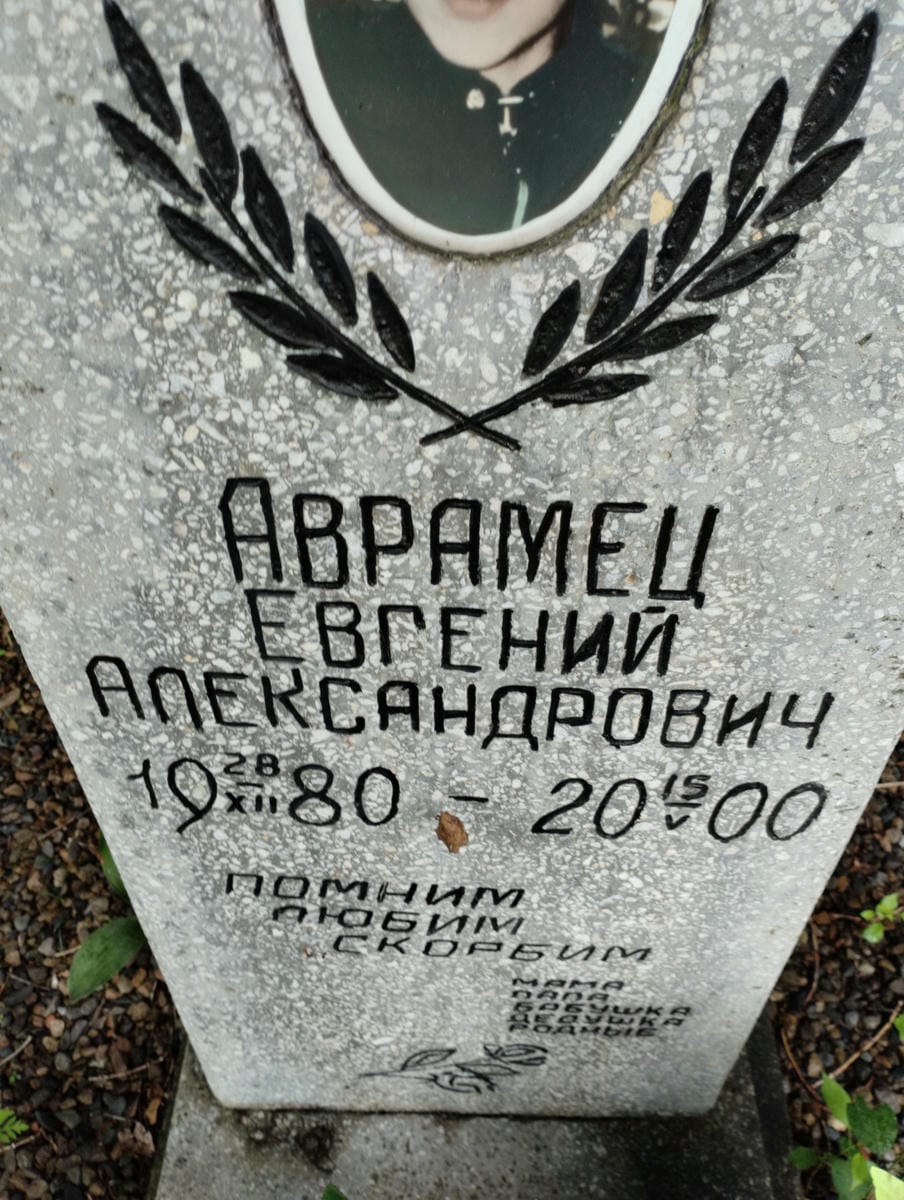 АВРАМЕЦ
ЕВГЕНИЙ
АЛЕКСАНДРОВИЧ
19 28/XII 80 – 20 15/V 00
ПОМНИМ
ЛЮБИМ
СКОРБИМ
МАМА
ПАПА
БАБУШКА
ДЕДУШКА
РОДНЫЕ